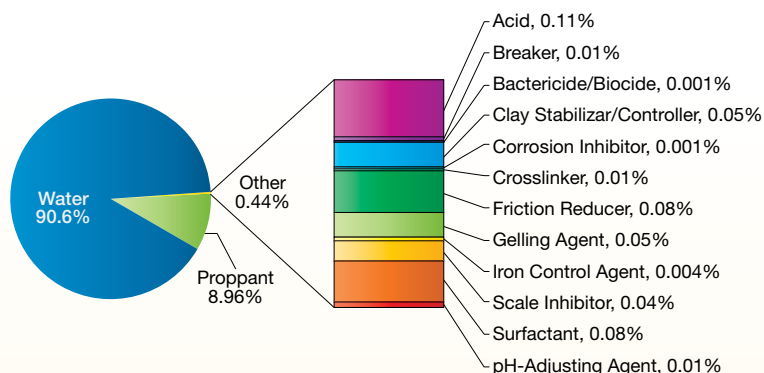 Water
90.6%
Other
0.44%
Proppant
8.96%
Acid, 0.11%
Breaker, 0.01%
Bactericide/Biocide, 0.001%
Clay Stabilizar/Controller, 0.05%
Corrosion Inhibitor, 0.001%
Crosslinker, 0.01%
Friction Reducer, 0.08%
Gelling Agent, 0.05%
Iron Control Agent, 0.004%
Scale Inhibitor, 0.04%
Surfactant, 0.08%
pH-Adjusting Agent, 0.01%